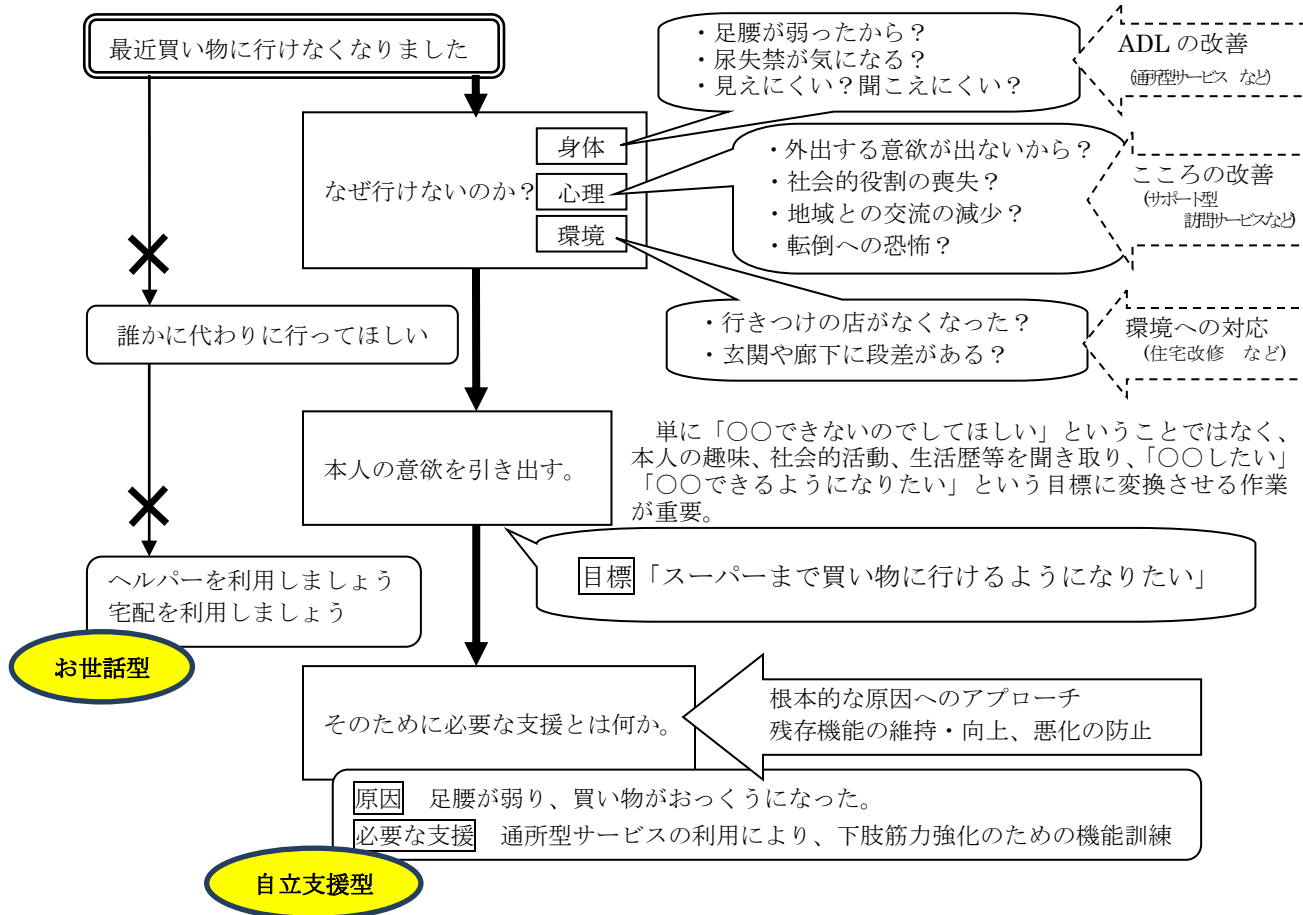 最近買い物に行けなくなりました
・足腰が弱ったから？
・尿失禁が気になる？
・見えにくい？聞こえにくい？
ADL の改善
(通所型サービス　など)
なぜ行けないのか？
身体
心理
環境
・外出する意欲が出ないから？
・社会的役割の喪失？
・地域との交流の減少？
・転倒への恐怖？
こころの改善
(サポート型
訪問サービスなど)
誰かに代わりに行ってほしい
・行きつけの店がなくなった？
・玄関や廊下に段差がある？
環境への対応
(住宅改修　など)
本人の意欲を引き出す。
単に「〇〇できないのでしてほしい」ということではなく、
本人の趣味、社会的活動、生活歴等を聞き取り、「〇〇したい」
「〇〇できるようになりたい」という目標に変換させる作業
が重要。
目標「スーパーまで買い物に行けるようになりたい」
ヘルパーを利用しましょう
宅配を利用しましょう
お世話型
そのために必要な支援とは何か。
根本的な原因へのアプローチ
残存機能の維持・向上、悪化の防止
原因　足腰が弱り、買い物がおっくうになった。
必要な支援　通所型サービスの利用により、下肢筋力強化のための機能訓練
自立支援型